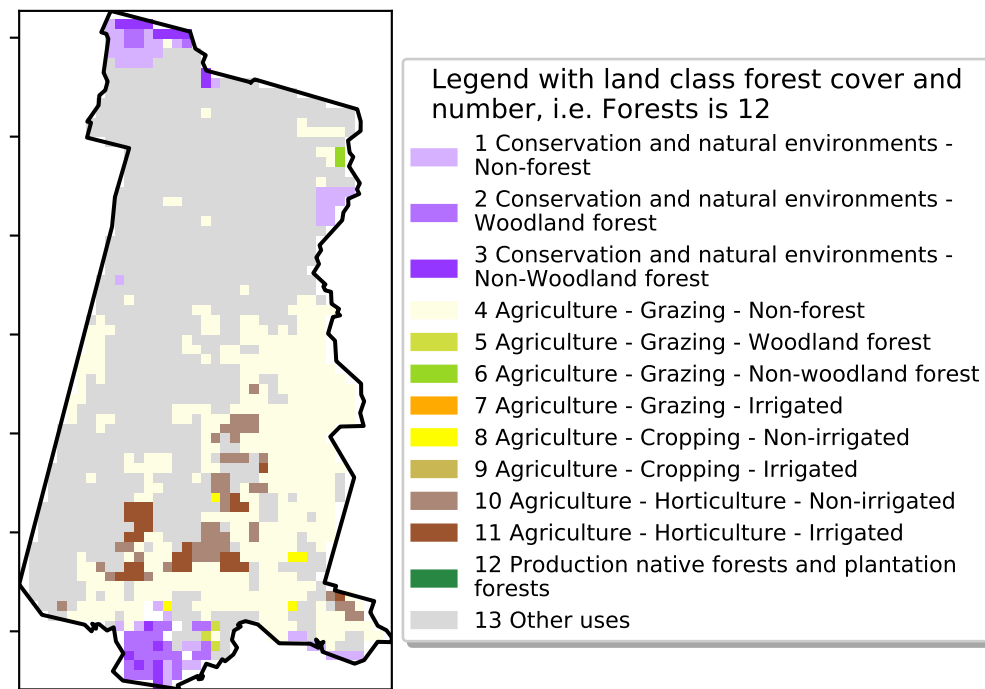 Legend with land class forest cover and
number, i.e. Forests is 12
1 Conservation and natural environments -
Non-forest
2 Conservation and natural environments -
Woodland forest
3 Conservation and natural environments -
Non-Woodland forest
4 Agriculture - Grazing - Non-forest
5 Agriculture - Grazing - Woodland forest
6 Agriculture - Grazing - Non-woodland forest
7 Agriculture - Grazing - Irrigated
8 Agriculture - Cropping - Non-irrigated
9 Agriculture - Cropping - Irrigated
10 Agriculture - Horticulture - Non-irrigated
11 Agriculture - Horticulture - Irrigated
12 Production native forests and plantation
forests
13 Other uses